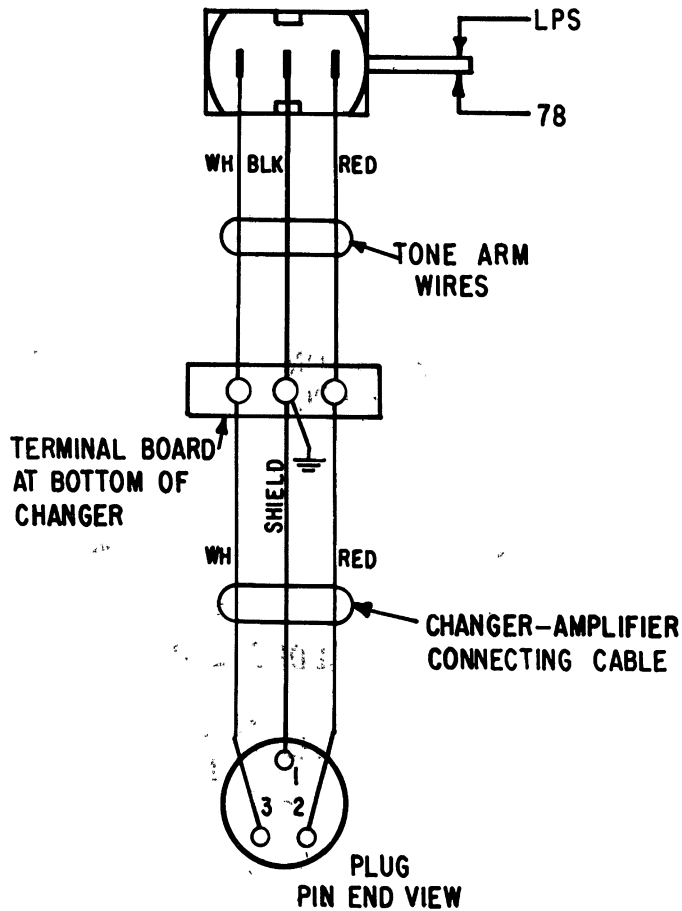 LPS
78
WH BLK RED
TONE ARM
WIRES
TERMINAL BOARD
AT BOTTOM OF
CHANGER
SHIELD
WH RED
CHANGER-AMPLIFIER
CONNECTING CABLE
1
3 2
PLUG
PIN END VIEW